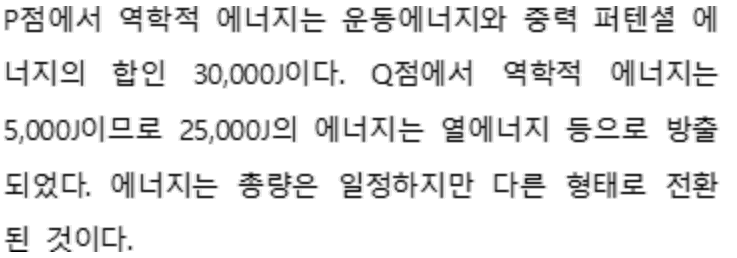 P점에서 역학적 에너지는 운동에너지와 중력 퍼텐셜 에
너지의 합인 30,000J이다. Q점에서 역학적 에너지는
5,000J이므로 25,000J의 에너지는 열에너지 등으로 방출
되었다. 에너지는 총량은 일정하지만 다른 형태로 전환
된 것이다.